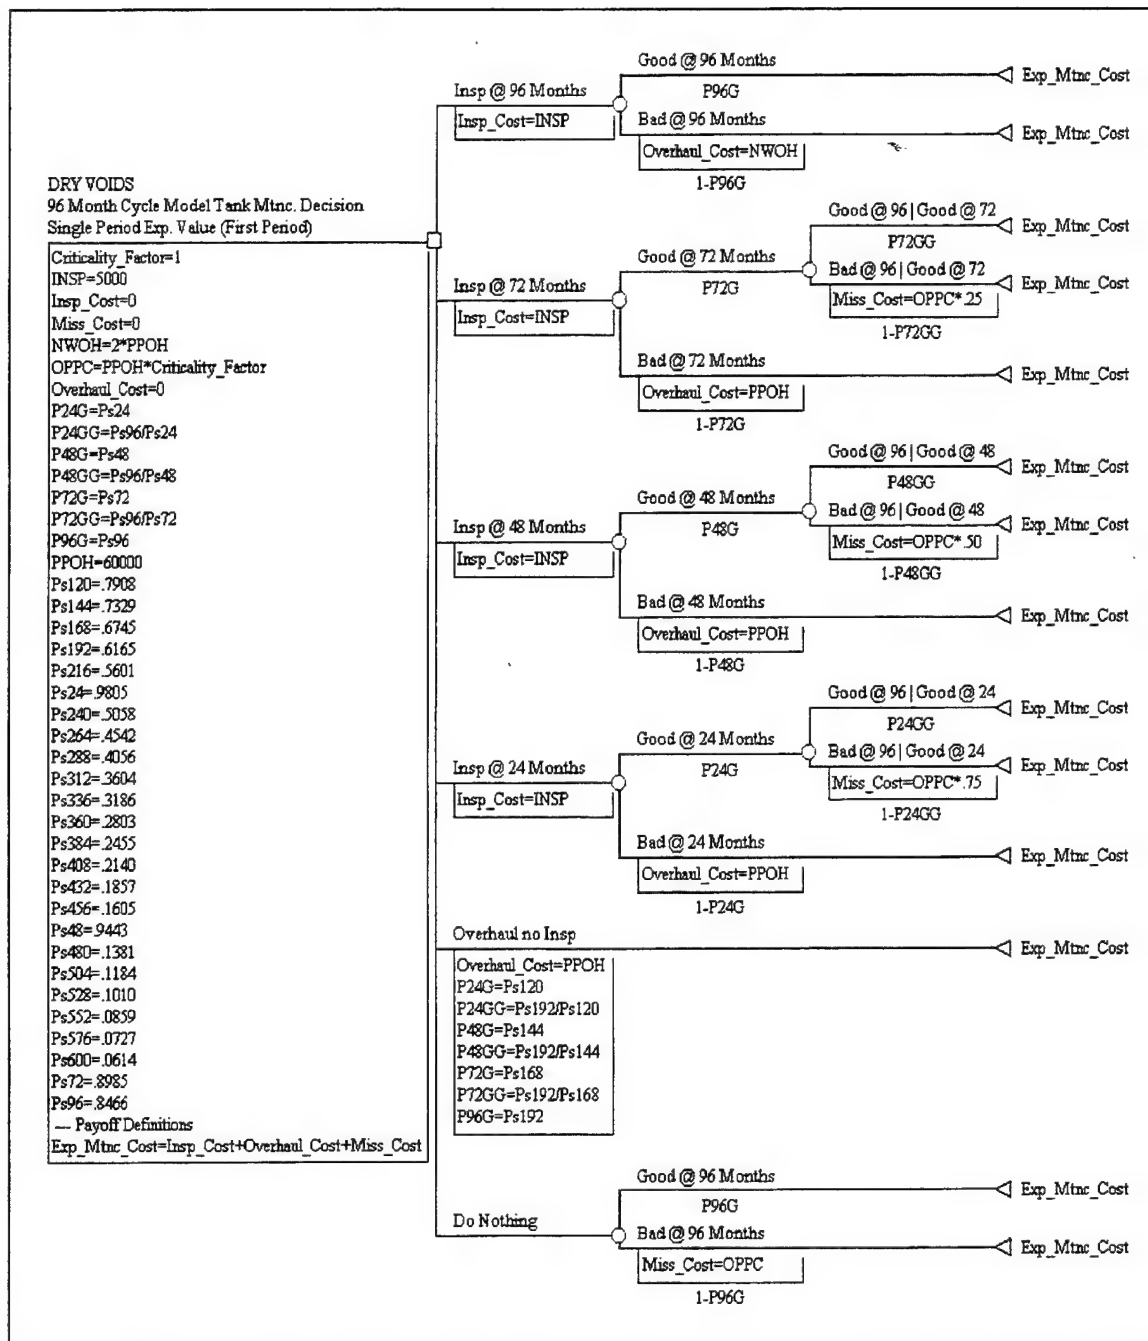 DRY VOIDS
96 Month Cycle Model Tank Mtnc. Decision
Single Period Exp. Value (First Period)
Criticality_Factor=1
INSP=5000
Insp_Cost=0
Miss_Cost=0
NWOH=2*PPOH
OPPC=PPOH*Criticality_Factor
Overhaul_Cost=0
P24G=Ps24
P24GG=Ps96/Ps24
P48G=Ps48
P48GG=Ps96/Ps48
P72G=Ps72
P72GG=Ps96/Ps72
P96G=Ps96
PPOH=60000
Ps120=.7908
Ps144=.7329
Ps168=.6745
Ps192=.6165
Ps216=.5601
Ps24=.9805
Ps240=.5058
Ps264=.4542
Ps288=.4056
Ps312=.3604
Ps336=.3186
Ps360=.2803
Ps384=.2455
Ps408=.2140
Ps432=.1857
Ps456=.1605
Ps48=.9443
Ps480=.1381
Ps504=.1184
Ps528=.1010
Ps552=.0859
Ps576=.0727
Ps600=.0614
Ps72=.8985
Ps96=.8466
--- Payoff Definitions
Exp_Mtnc_Cost=Insp_Cost+Overhaul_Cost+Miss_Cost
Insp @ 96 Months
Insp_Cost=INSP
Good @ 96 Months
P96G
Exp_Mtnc_Cost
Bad @ 96 Months
Overhaul_Cost=NWOH
1-P96G
Exp_Mtnc_Cost
Insp @ 72 Months
Insp_Cost=INSP
Good @ 72 Months
P72G
Good @ 96 | Good @ 72
P72GG
Exp_Mtnc_Cost
Bad @ 96 | Good @ 72
Miss_Cost=OPPC*.25
1-P72GG
Exp_Mtnc_Cost
Bad @ 72 Months
Overhaul_Cost=PPOH
1-P72G
Exp_Mtnc_Cost
Insp @ 48 Months
Insp_Cost=INSP
Good @ 48 Months
P48G
Good @ 96 | Good @ 48
P48GG
Exp_Mtnc_Cost
Bad @ 96 | Good @ 48
Miss_Cost=OPPC*.50
1-P48GG
Exp_Mtnc_Cost
Bad @ 48 Months
Overhaul_Cost=PPOH
1-P48G
Exp_Mtnc_Cost
Insp @ 24 Months
Insp_Cost=INSP
Good @ 24 Months
P24G
Good @ 96 | Good @ 24
P24GG
Exp_Mtnc_Cost
Bad @ 96 | Good @ 24
Miss_Cost=OPPC*.75
1-P24GG
Exp_Mtnc_Cost
Bad @ 24 Months
Overhaul_Cost=PPOH
1-P24G
Exp_Mtnc_Cost
Overhaul no Insp
Overhaul_Cost=PPOH
P24G=Ps120
P24GG=Ps192/Ps120
P48G=Ps144
P48GG=Ps192/Ps144
P72G=Ps168
P72GG=Ps192/Ps168
P96G=Ps192
Exp_Mtnc_Cost
Do Nothing
Good @ 96 Months
P96G
Exp_Mtnc_Cost
Bad @ 96 Months
Miss_Cost=OPPC
1-P96G
Exp_Mtnc_Cost